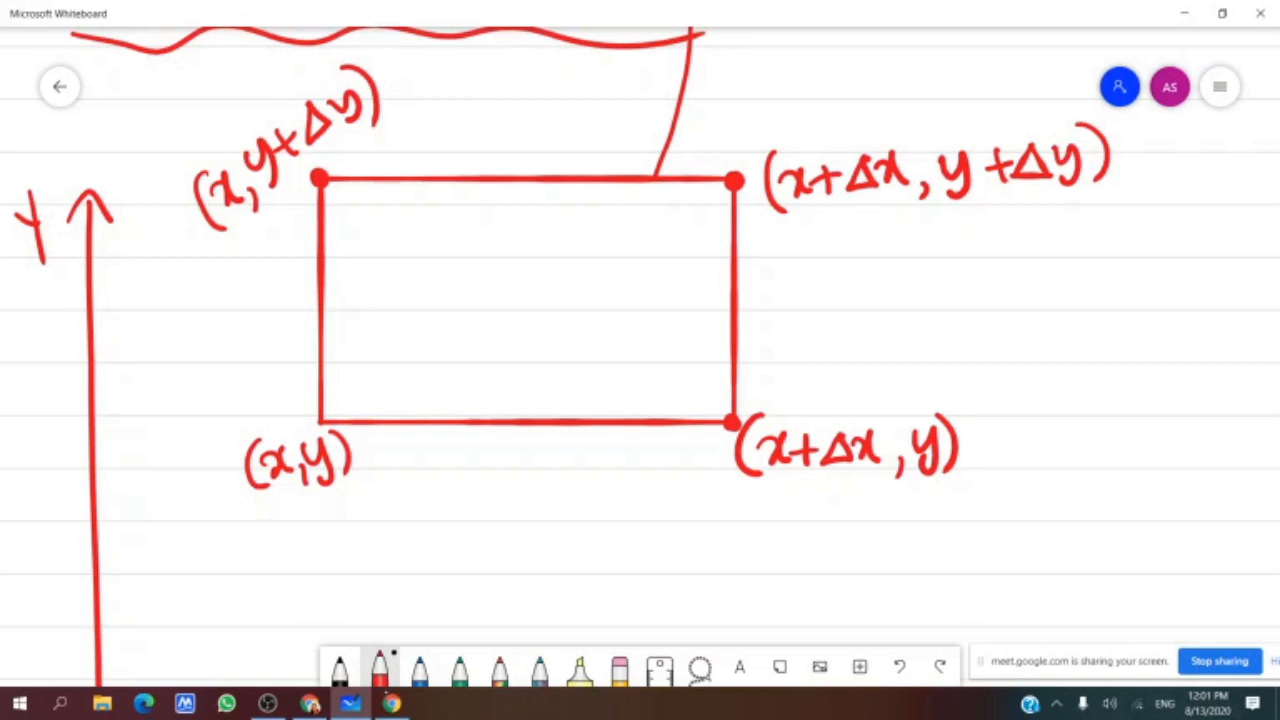 Microsoft Whiteboard
AS
(x, y+Δy)
(x+Δx, y+Δy)
Y
(x,y)
(x+Δx, y)
A
meet.google.com is sharing your screen.
Stop sharing
Hi
12:01 PM
ENG
8/13/2020